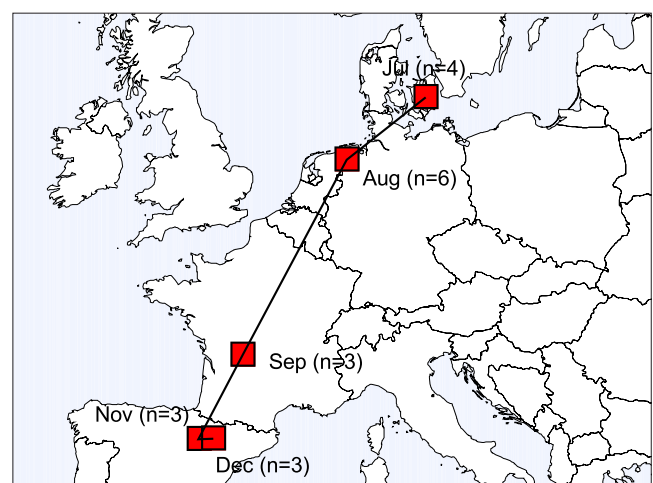 Jul (n=4)
Aug (n=6)
Sep (n=3)
Nov (n=3)
Dec (n=3)